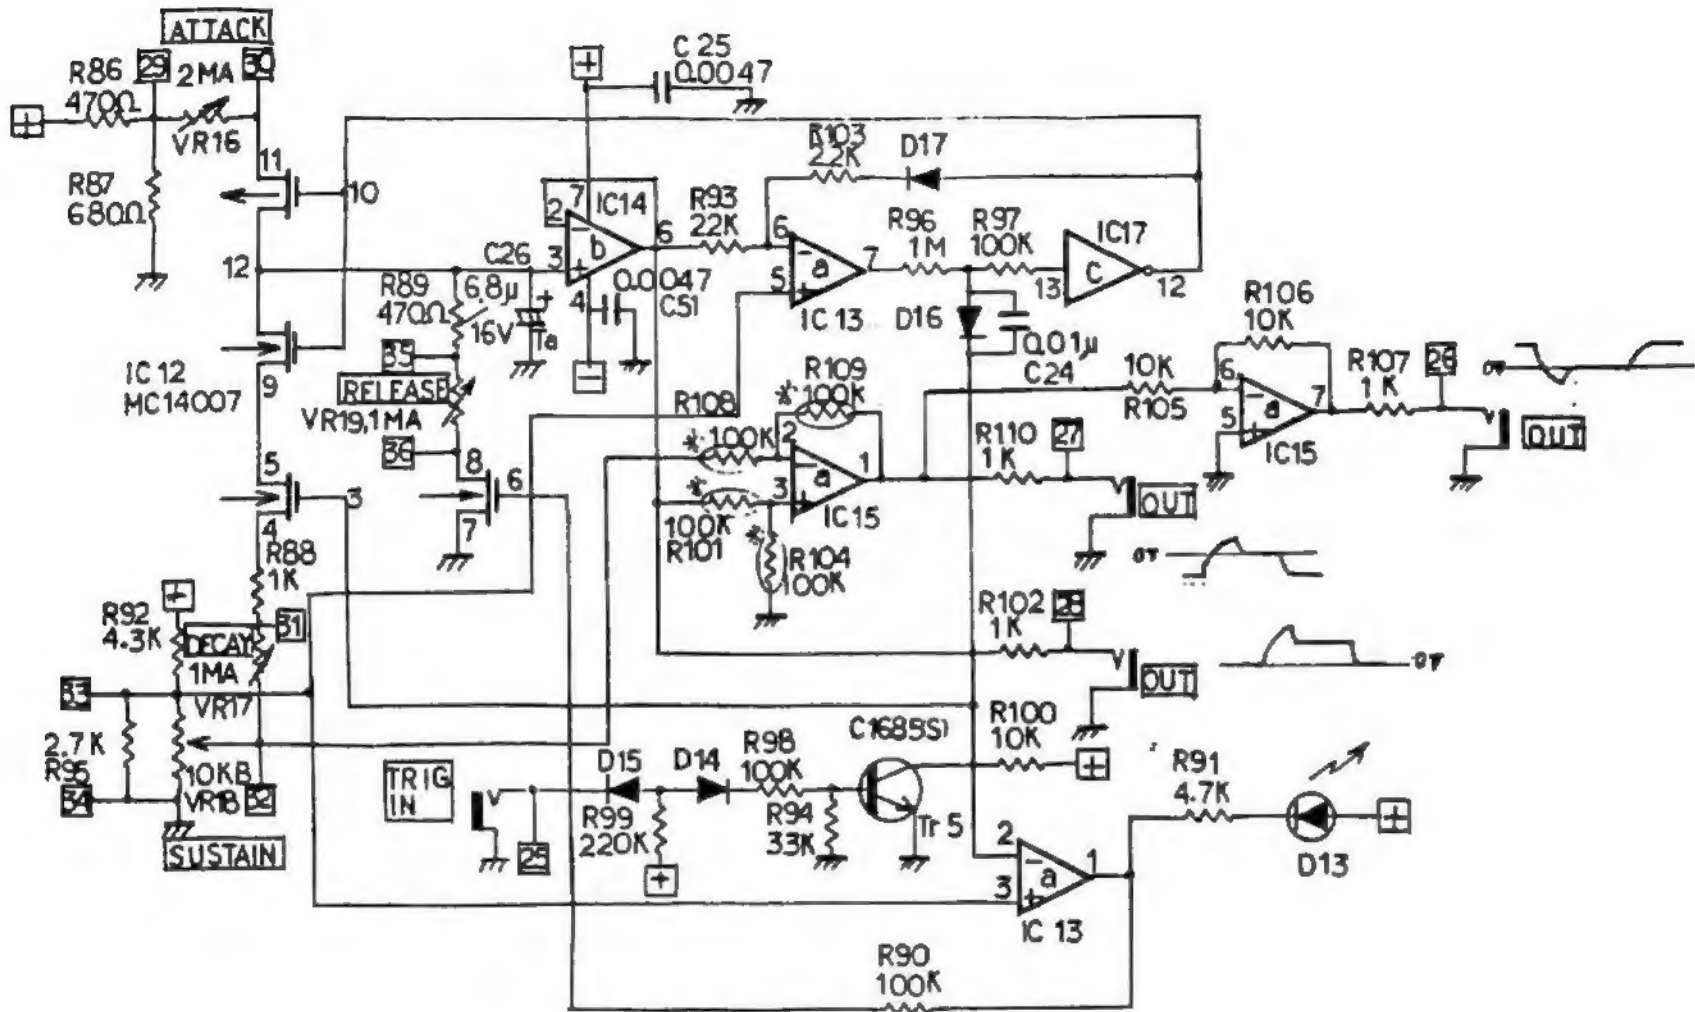 ATTACK
29
30
R86
470Ω
2MA
VR16
+
R87
680Ω
11
10
12
IC12
MC14007
9
5
3
4
R88
1K
+
R92
4.3K
DECAY
31
1MA
VR17
33
2.7K
R95
34
10KB
VR18
32
SUSTAIN
C26
R89
470Ω
6.8μ
16V
+
Ta
35
RELEASE
VR19,1MA
36
8
6
7
+
C25
0.0047
7
2
IC14
-
b
6
3
+
4
0.0047
C51
-
R93
22K
R103
2.2K
D17
6
-
a
7
5
+
IC13
R96
1M
R97
100K
IC17
C
13
12
D16
0.01μ
C24
R108
*
100K
*
R109
100K
2
-
a
1
3
+
IC15
*
100K
R101
*
R104
100K
10K
R105
R106
10K
6
-
a
7
5
+
IC15
R107
1K
26
OUT
0V
R110
1K
27
OUT
0V
R102
1K
28
OUT
0V
TRIG
IN
25
D15
D14
R99
220K
+
R98
100K
R94
33K
C1685(S)
Tr5
R100
10K
+
2
-
a
1
3
+
IC13
R91
4.7K
D13
+
R90
100K